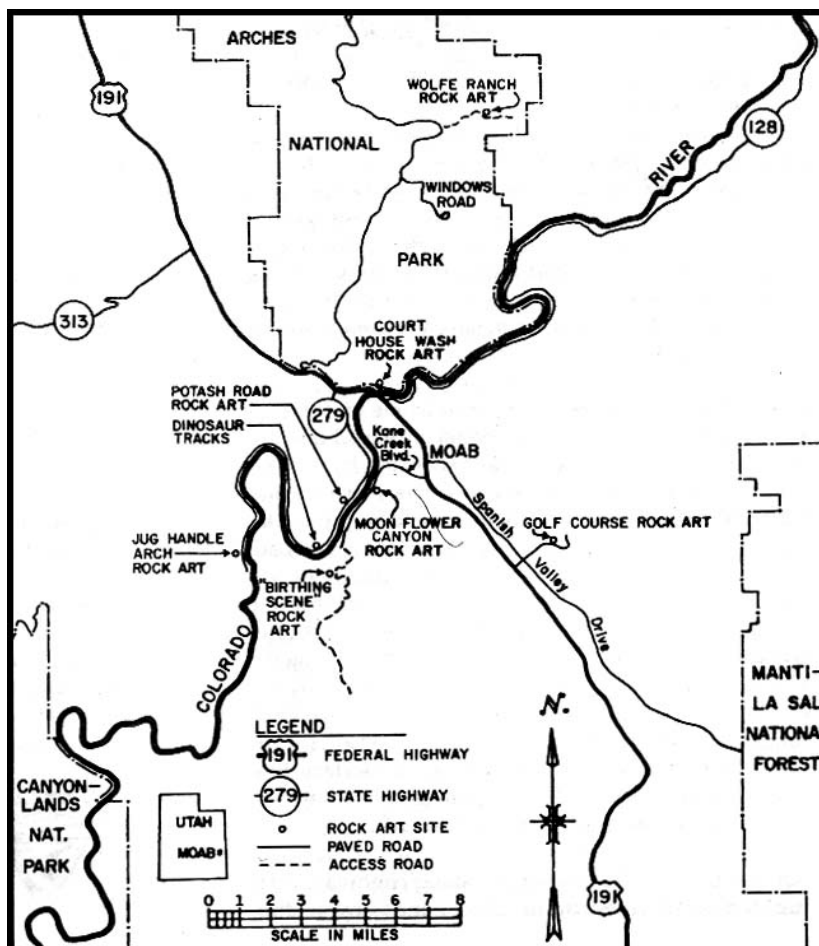 ARCHES
191
WOLFE RANCH
ROCK ART
128
NATIONAL
RIVER
WINDOWS
ROAD
PARK
313
COURT
HOUSE WASH
ROCK ART
POTASH ROAD
ROCK ART
279
DINOSAUR
TRACKS
Kane
Creek
Blvd.
MOAB
Spanish
Valley
Drive
GOLF COURSE ROCK ART
MOON FLOWER
CANYON
ROCK ART
JUG HANDLE
ARCH
ROCK ART
"BIRTHING
SCENE"
ROCK
ART
COLORADO
MANTI-
LA SAL
NATIONA
FOREST
N.
LEGEND
191 FEDERAL HIGHWAY
279 STATE HIGHWAY
ROCK ART SITE
PAVED ROAD
ACCESS ROAD
CANYON-
LANDS
NAT.
PARK
UTAH
MOAB
191
0 1 2 3 4 5 6 7 8
SCALE IN MILES